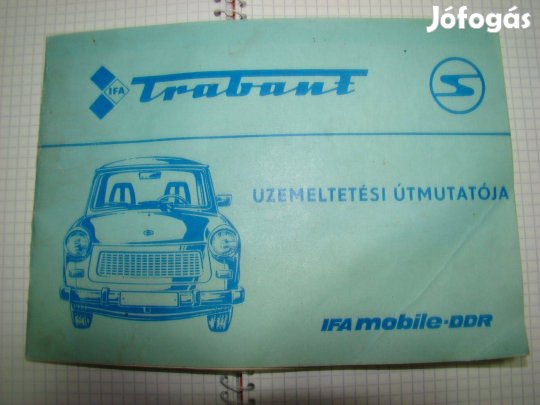 Jófogás
IFA Trabant S
UZEMELTETÉSI ÚTMUTATÓJA
IFA mobile-DDR